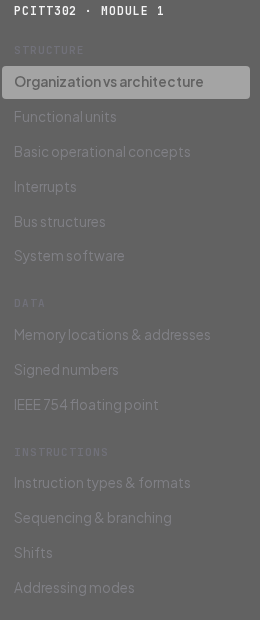 PCITT302 · MODULE 1
STRUCTURE
Organization vs architecture
Functional units
Basic operational concepts
Interrupts
Bus structures
System software
DATA
Memory locations & addresses
Signed numbers
IEEE 754 floating point
INSTRUCTIONS
Instruction types & formats
Sequencing & branching
Shifts
Addressing modes